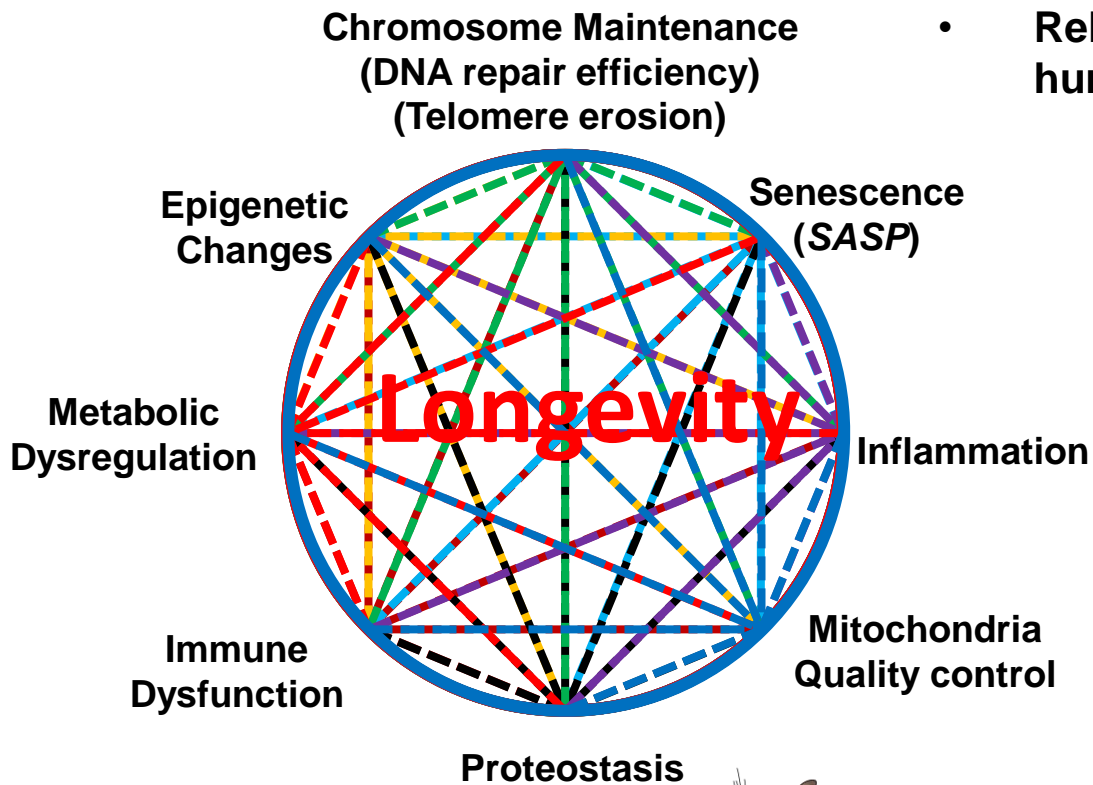 Chromosome Maintenance
(DNA repair efficiency)
(Telomere erosion)
•
hur
Epigenetic
Changes
Senescence
(SASP)
Longevity
Metabolic
Dysregulation
Inflammation
Immune
Dysfunction
Mitochondria
Quality control
Proteostasis